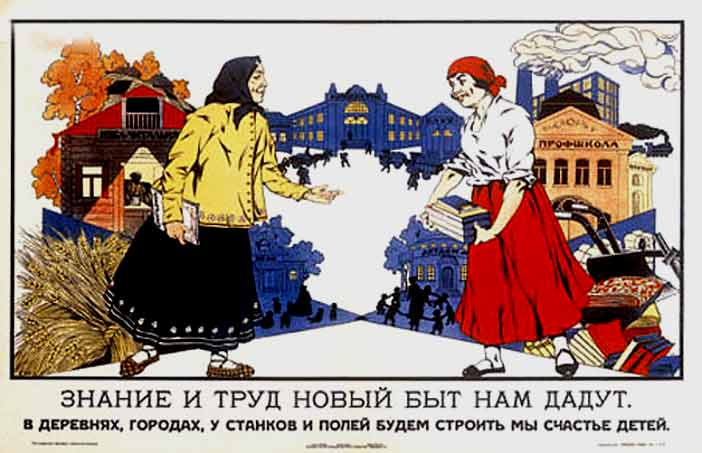 ПРОФШКОЛА
ЗНАНИЕ И ТРУД НОВЫЙ БЫТ НАМ ДАДУТ.
В ДЕРЕВНЯХ, ГОРОДАХ, У СТАНКОВ И ПОЛЕЙ БУДЕМ СТРОИТЬ МЫ СЧАСТЬЕ ДЕТЕЙ.